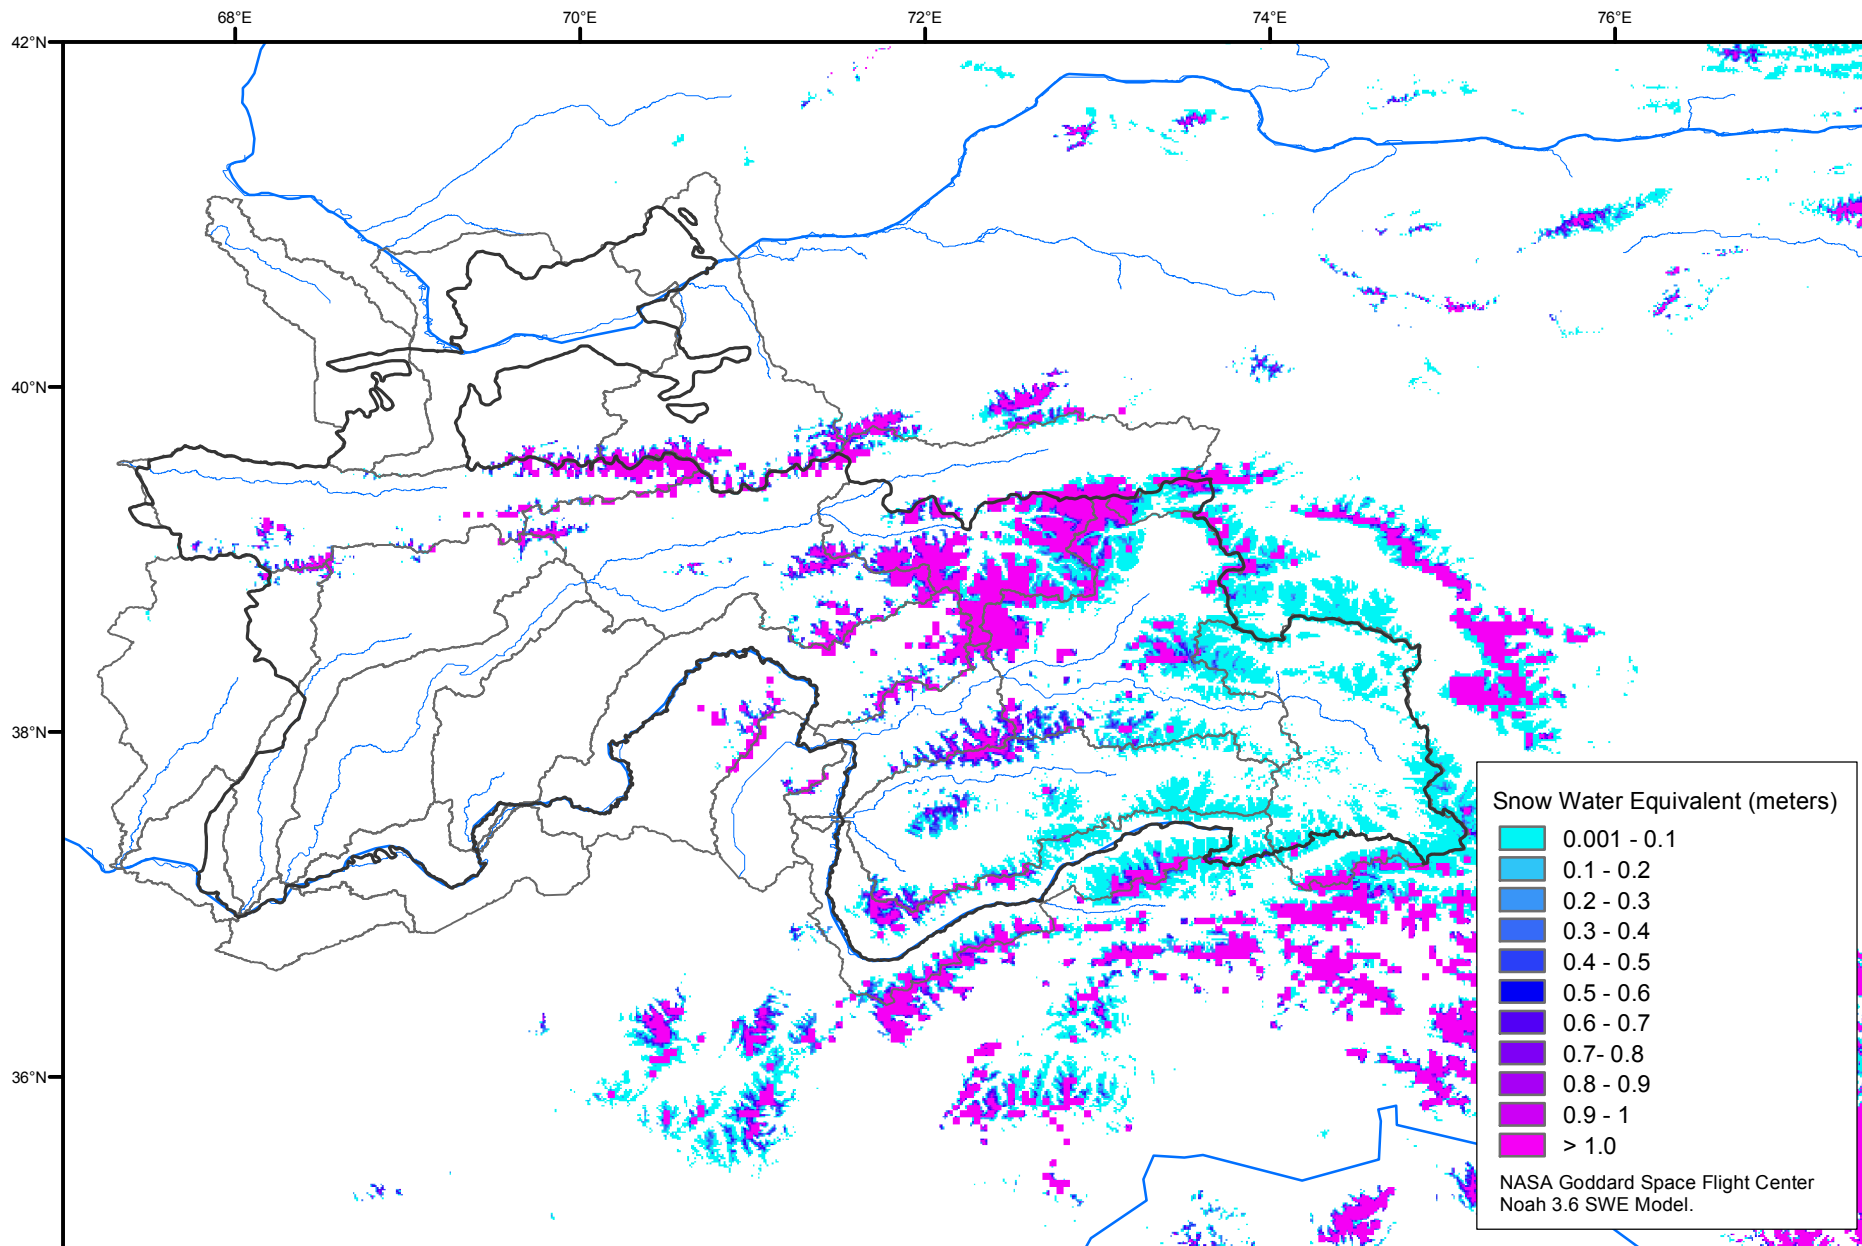 68°E
70°E
72°E
74°E
76°E
42°N
40°N
38°N
36°N
Snow Water Equivalent (meters)
0.001 - 0.1
0.1 - 0.2
0.2 - 0.3
0.3 - 0.4
0.4 - 0.5
0.5 - 0.6
0.6 - 0.7
0.7- 0.8
0.8 - 0.9
0.9 - 1
> 1.0
NASA Goddard Space Flight Center
Noah 3.6 SWE Model.